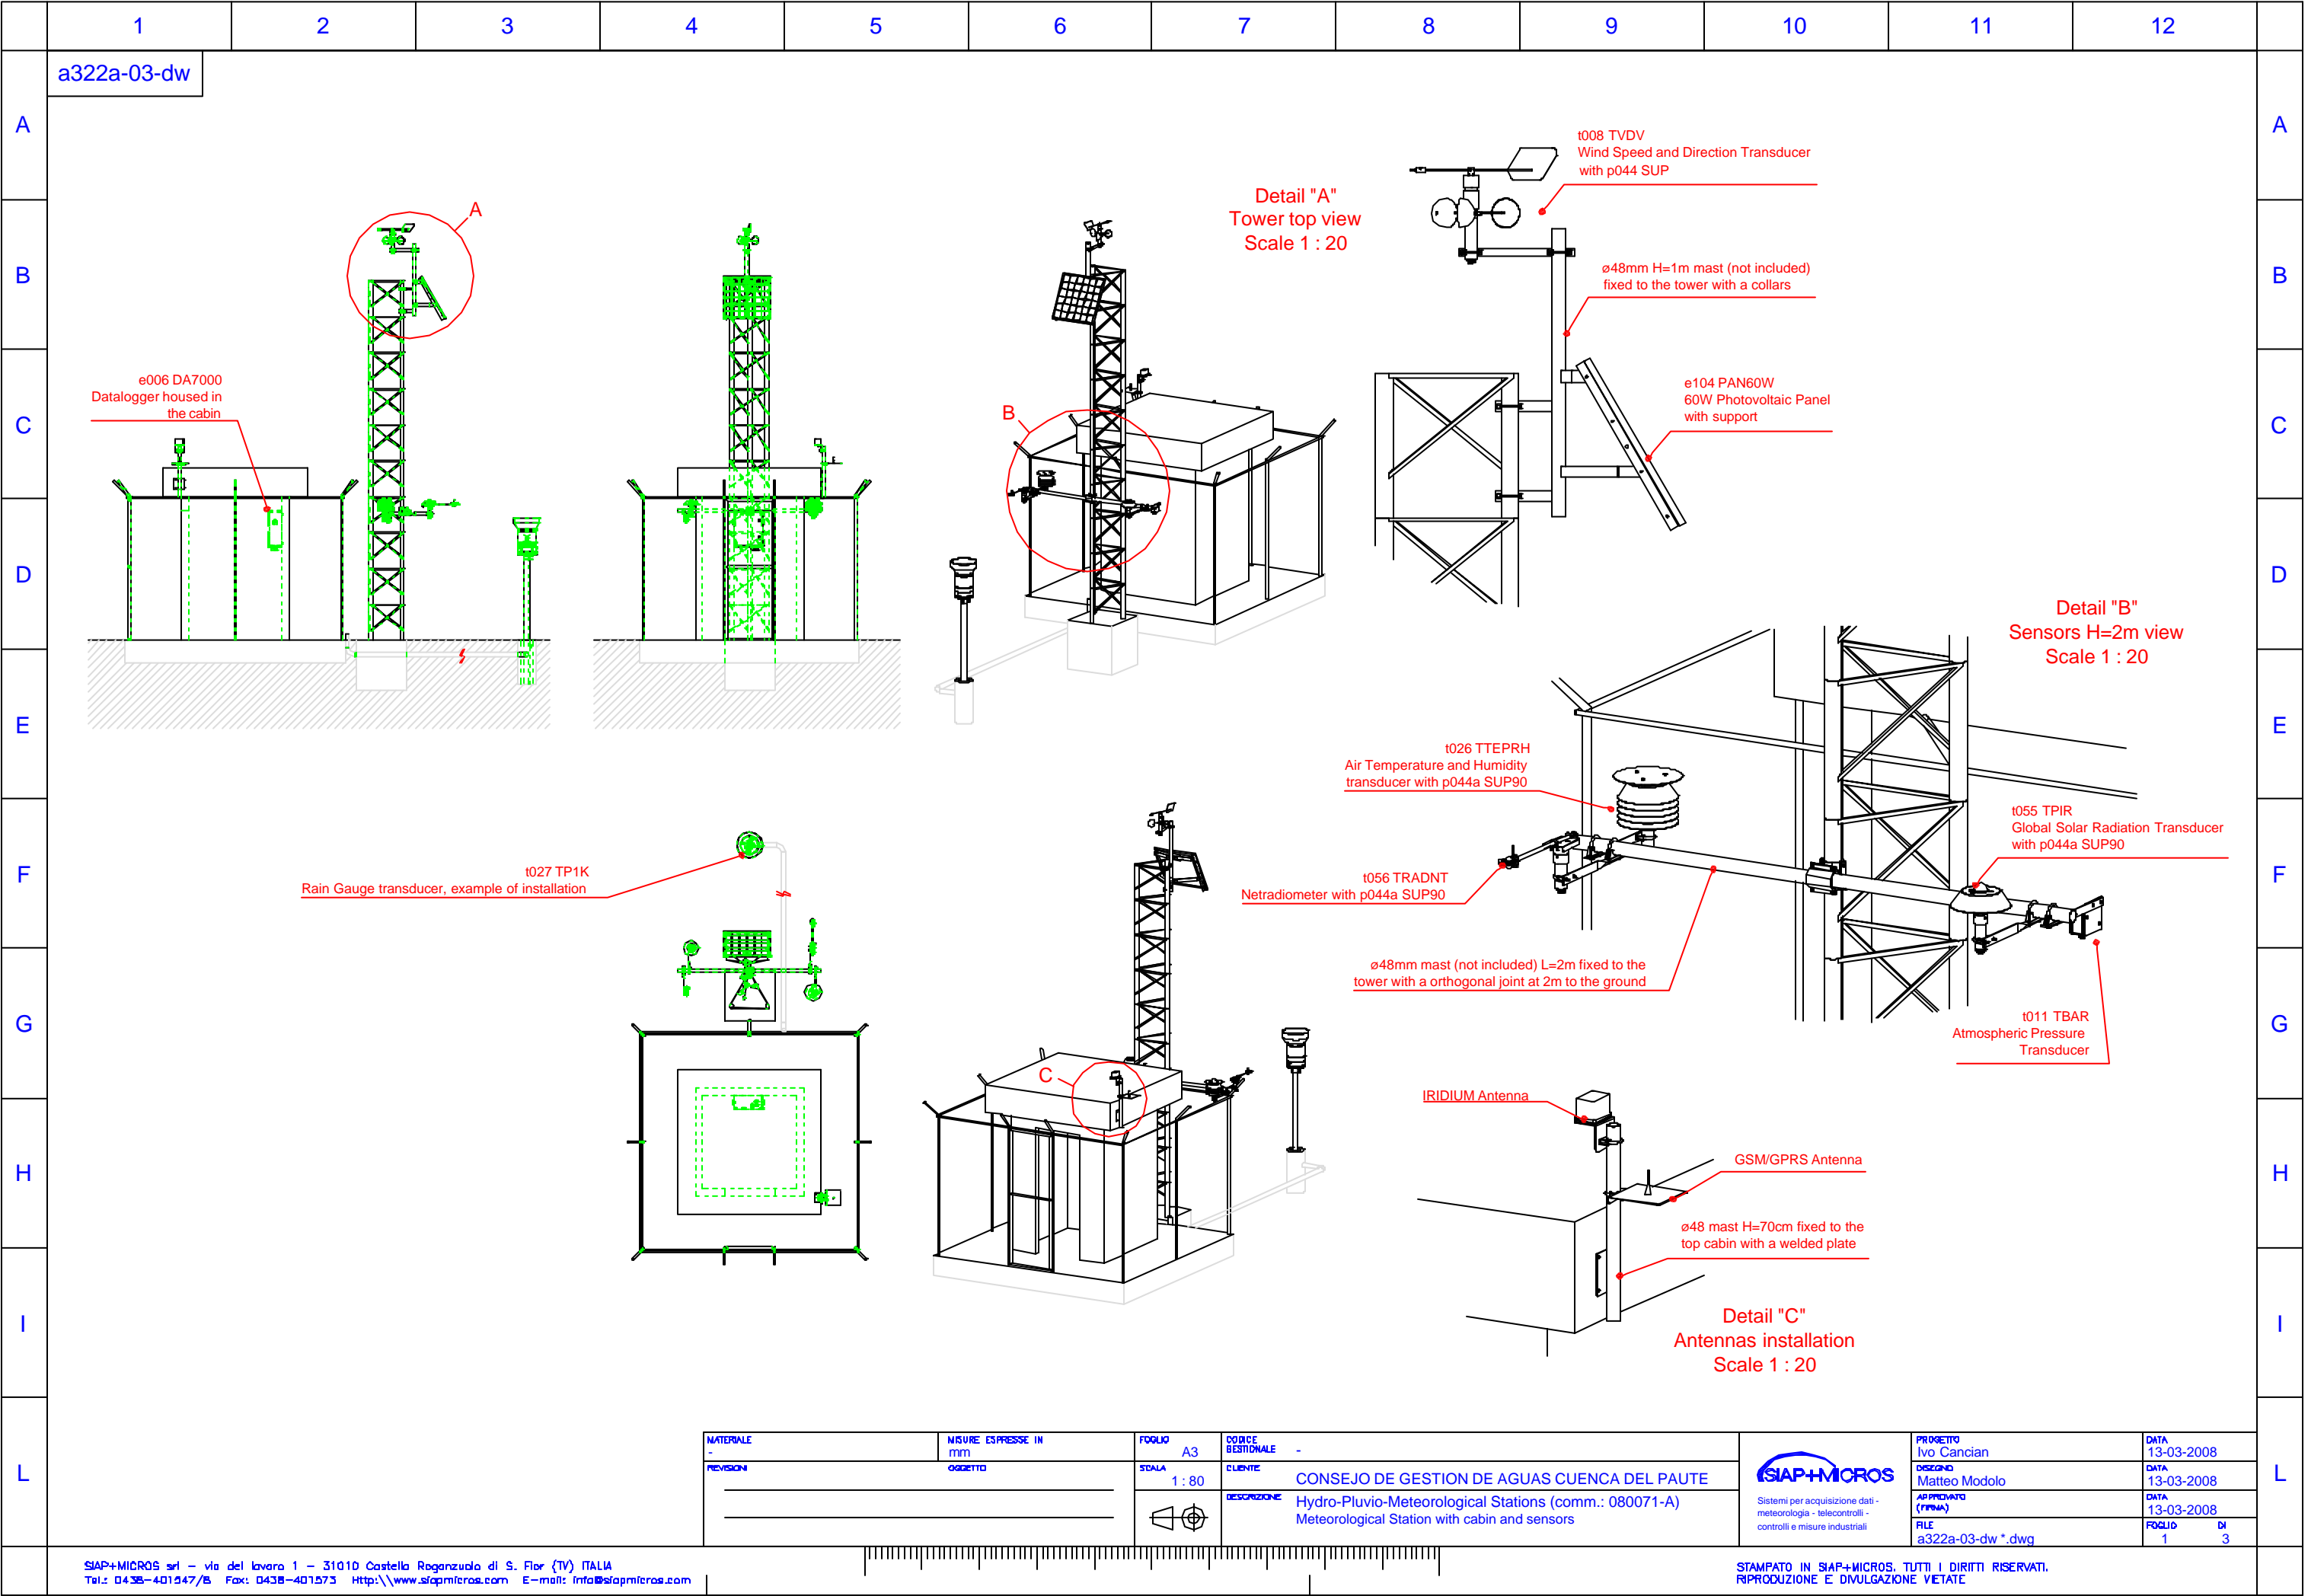 1 2 3 4 5 6 7 8 9 10 11 12
a322a-03-dw
A A
B B
C C
D D
E E
F F
G G
H H
I I
L L
A
e006 DA7000
Datalogger housed in
the cabin
B
Detail "A"
Tower top view
Scale 1 : 20
t008 TVDV
Wind Speed and Direction Transducer
with p044 SUP
ø48mm H=1m mast (not included)
fixed to the tower with a collars
e104 PAN60W
60W Photovoltaic Panel
with support
Detail "B"
Sensors H=2m view
Scale 1 : 20
t026 TTEPRH
Air Temperature and Humidity
transducer with p044a SUP90
t055 TPIR
Global Solar Radiation Transducer
with p044a SUP90
t056 TRADNT
Netradiometer with p044a SUP90
ø48mm mast (not included) L=2m fixed to the
tower with a orthogonal joint at 2m to the ground
t011 TBAR
Atmospheric Pressure
Transducer
t027 TP1K
Rain Gauge transducer, example of installation
C
IRIDIUM Antenna
GSM/GPRS Antenna
ø48 mast H=70cm fixed to the
top cabin with a welded plate
Detail "C"
Antennas installation
Scale 1 : 20
MATERIALE
-
MISURE ESPRESSE IN
mm
FOGLIO
A3
CODICE
GESTIONALE -
REVISIONI
OGGETTO
SCALA
1 : 80
CLIENTE
CONSEJO DE GESTION DE AGUAS CUENCA DEL PAUTE
DESCRIZIONE
Hydro-Pluvio-Meteorological Stations (comm.: 080071-A)
Meteorological Station with cabin and sensors
SIAP+MICROS
Sistemi per acquisizione dati -
meteorologia - telecontrolli -
controlli e misure industriali
PROGETTO
Ivo Cancian
DATA
13-03-2008
DISEGNO
Matteo Modolo
DATA
13-03-2008
APPROVATO
(FIRMA)
DATA
13-03-2008
FILE
a322a-03-dw *.dwg
FOGLIO DI
1 3
SIAP+MICROS srl - via del lavoro 1 - 31010 Castello Roganzuolo di S. Fior (TV) ITALIA
Tel.: 0438-401547/8 Fax: 0438-401573 Http:\\www.siapmicros.com E-mail: info@siapmicros.com
STAMPATO IN SIAP+MICROS. TUTTI I DIRITTI RISERVATI.
RIPRODUZIONE E DIVULGAZIONE VIETATE